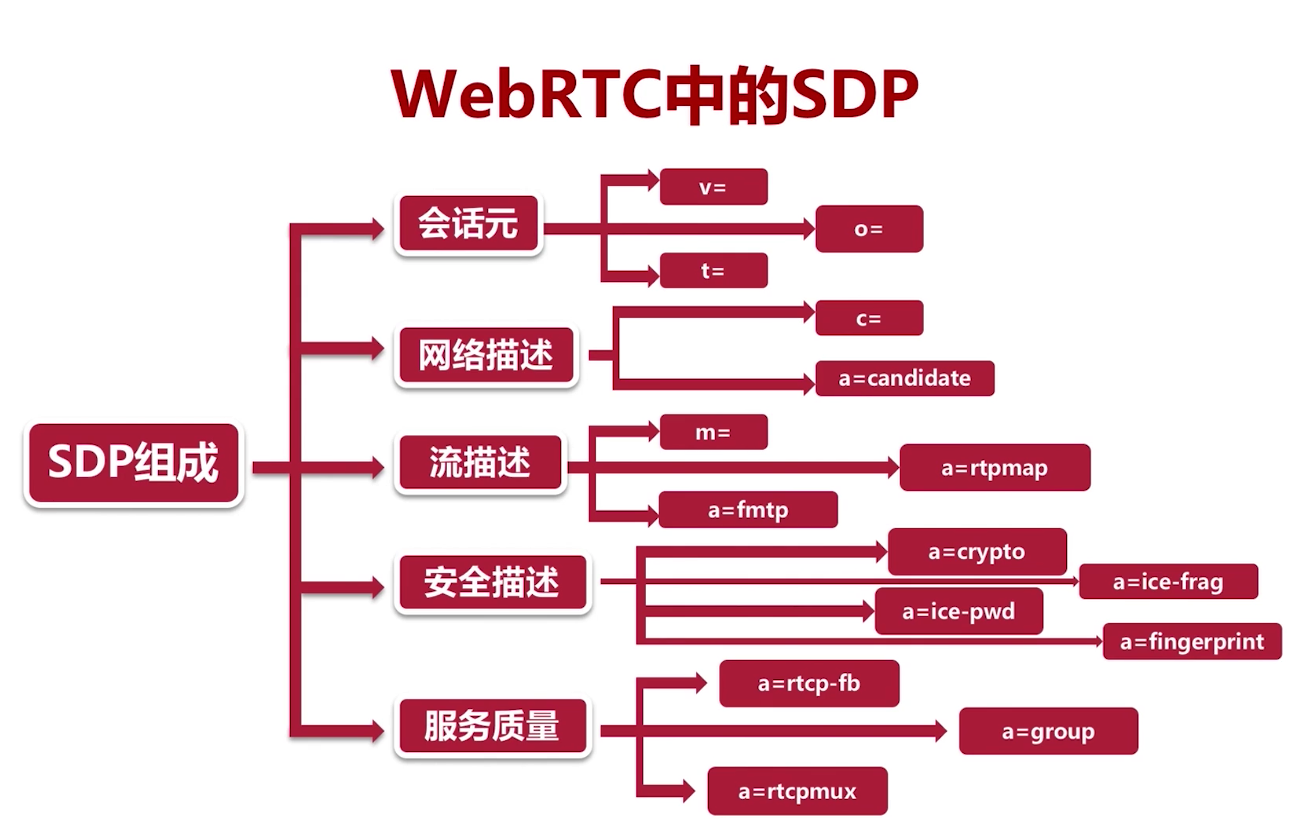 WebRTC中的SDP
SDP组成
会话元
v=
o=
t=
网络描述
c=
a=candidate
流描述
m=
a=rtpmap
a=fmtp
安全描述
a=crypto
a=ice-frag
a=ice-pwd
a=fingerprint
服务质量
a=rtcp-fb
a=group
a=rtcpmux